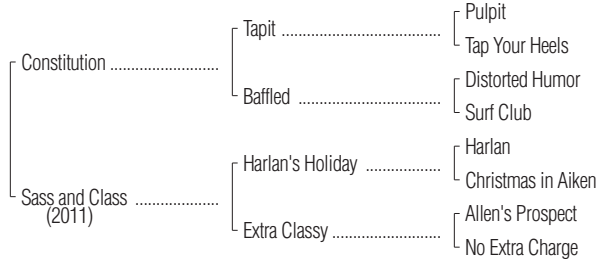 Pulpit
Tapit ................................................
Tap Your Heels
Constitution ...........................
Distorted Humor
Baffled ...........................................
Surf Club
Harlan
Harlan's Holiday ......................
Christmas in Aiken
Sass and Class .....................
(2011)
Allen's Prospect
Extra Classy ................................
No Extra Charge